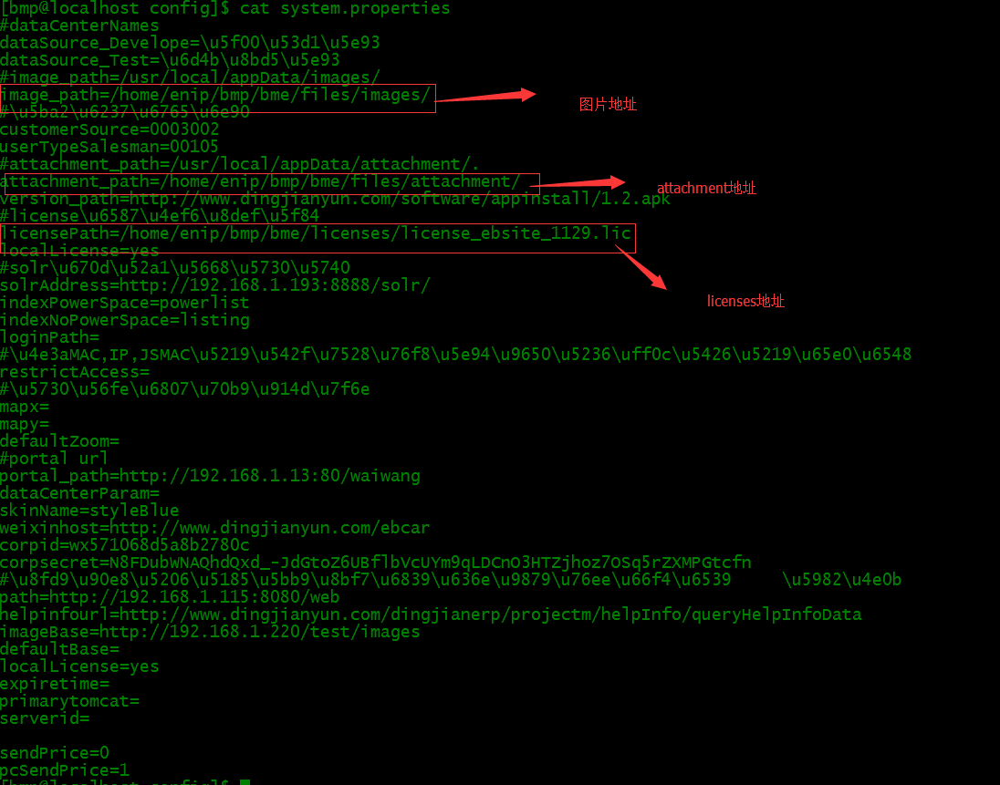 [bmp@localhost config]$ cat system.properties
#dataCenterNames
dataSource_Develope=\u5f00\u53d1\u5e93
dataSource_Test=\u6d4b\u8bd5\u5e93
#image_path=/usr/local/appData/images/
image_path=/home/enip/bmp/bme/files/images/
图片地址
#\u5ba2\u6237\u6765\u6e90
customerSource=0003002
userTypeSalesman=00105
#attachment_path=/usr/local/appData/attachment/.
attachment_path=/home/enip/bmp/bme/files/attachment/
attachment地址
version_path=http://www.dingjianyun.com/software/appinstall/1.2.apk
#license\u6587\u4ef6\u8def\u5f84
licensePath=/home/enip/bmp/bme/licenses/license_ebsite_1129.lic
localLicense=yes
#solr\u670d\u52a1\u5668\u5730\u5740
solrAddress=http://192.168.1.193:8888/solr/
licenses地址
indexPowerSpace=powerlist
indexNoPowerSpace=listing
loginPath=
#\u4e3aMAC,IP,JSMAC\u5219\u542f\u7528\u76f8\u5e94\u9650\u5236\uff0c\u5426\u5219\u65e0\u6548
restrictAccess=
#\u5730\u56fe\u6807\u70b9\u914d\u7f6e
mapx=
mapy=
defaultZoom=
#portal url
portal_path=http://192.168.1.13:80/waiwang
dataCenterParam=
skinName=styleBlue
weixinhost=http://www.dingjianyun.com/ebcar
corpid=wx571068d5a8b2780c
corpsecret=N8FDubWNAQhdQxd_-JdGtoZ6UBflbVcUYm9qLDCnO3HTZjhoz7OSq5rZXMPGtcfn
#\u8fd9\u90e8\u5206\u5185\u5bb9\u8bf7\u6839\u636e\u9879\u76ee\u66f4\u6539 \u5982\u4e0b
path=http://192.168.1.115:8080/web
helpinfourl=http://www.dingjianyun.com/dingjianerp/projectm/helpInfo/queryHelpInfoData
imageBase=http://192.168.1.220/test/images
defaultBase=
localLicense=yes
expiretime=
primarytomcat=
serverid=
sendPrice=0
pcSendPrice=1
[bmp@localhost config]$